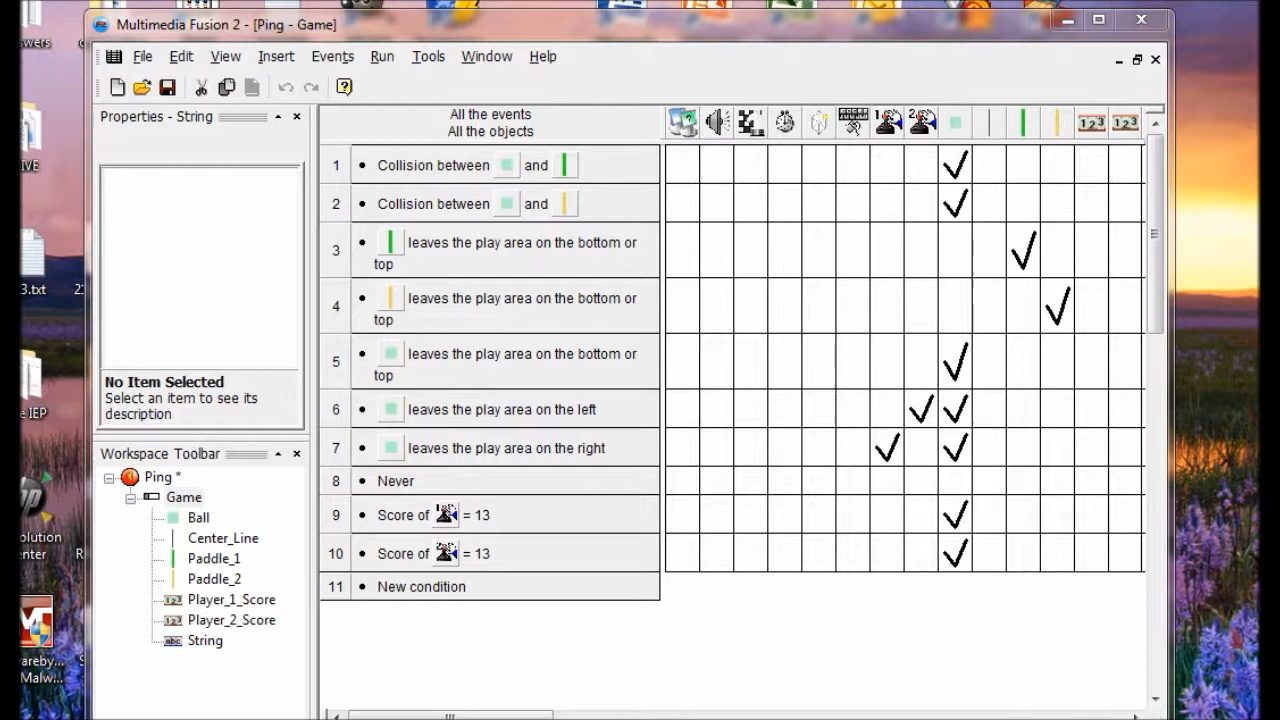 Multimedia Fusion 2 - [Ping - Game]
File Edit View Insert Events Run Tools Window Help
Properties - String
No Item Selected
Select an item to see its
description
Workspace Toolbar
Ping *
Game
Ball
Center_Line
Paddle_1
Paddle_2
Player_1_Score
Player_2_Score
String
All the events
All the objects
1 • Collision between and
2 • Collision between and
3 • leaves the play area on the bottom or
top
4 • leaves the play area on the bottom or
top
5 • leaves the play area on the bottom or
top
6 • leaves the play area on the left
7 • leaves the play area on the right
8 • Never
9 • Score of = 13
10 • Score of = 13
11 • New condition
3.txt
IEP